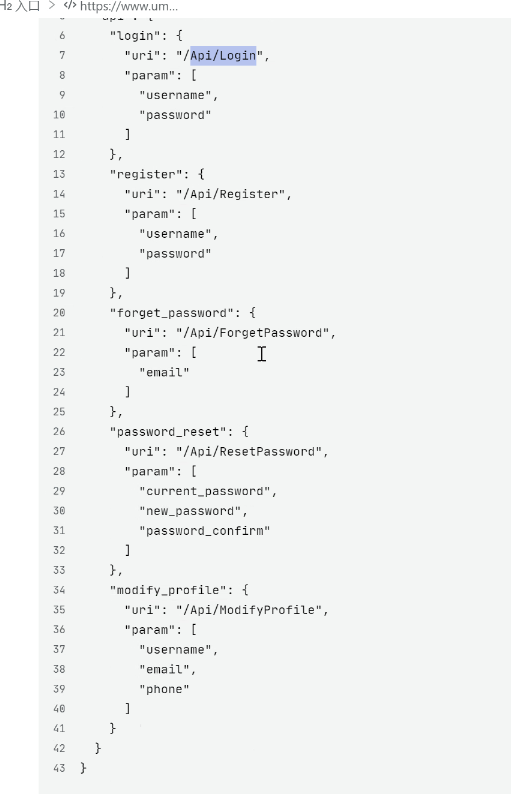 H2 入口 > </> https://www.um...
6 "login": {
7 "uri": "/Api/Login",
8 "param": [
9 "username",
10 "password"
11 ]
12 },
13 "register": {
14 "uri": "/Api/Register",
15 "param": [
16 "username",
17 "password"
18 ]
19 },
20 "forget_password": {
21 "uri": "/Api/ForgetPassword",
22 "param": [
23 "email"
24 ]
25 },
26 "password_reset": {
27 "uri": "/Api/ResetPassword",
28 "param": [
29 "current_password",
30 "new_password",
31 "password_confirm"
32 ]
33 },
34 "modify_profile": {
35 "uri": "/Api/ModifyProfile",
36 "param": [
37 "username",
38 "email",
39 "phone"
40 ]
41 }
42 }
43 }